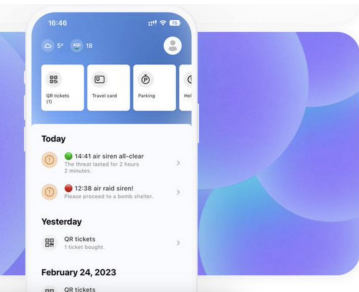 16:46
5°
18
QR tickets
(1)
Travel card
Parking
Today
14:41 air siren all-clear
The threat lasted for 2 hours
2 minutes.
12:38 air raid siren!
Please proceed to a bomb shelter.
Yesterday
QR tickets
1 ticket bought.
February 24, 2023
QR tickets